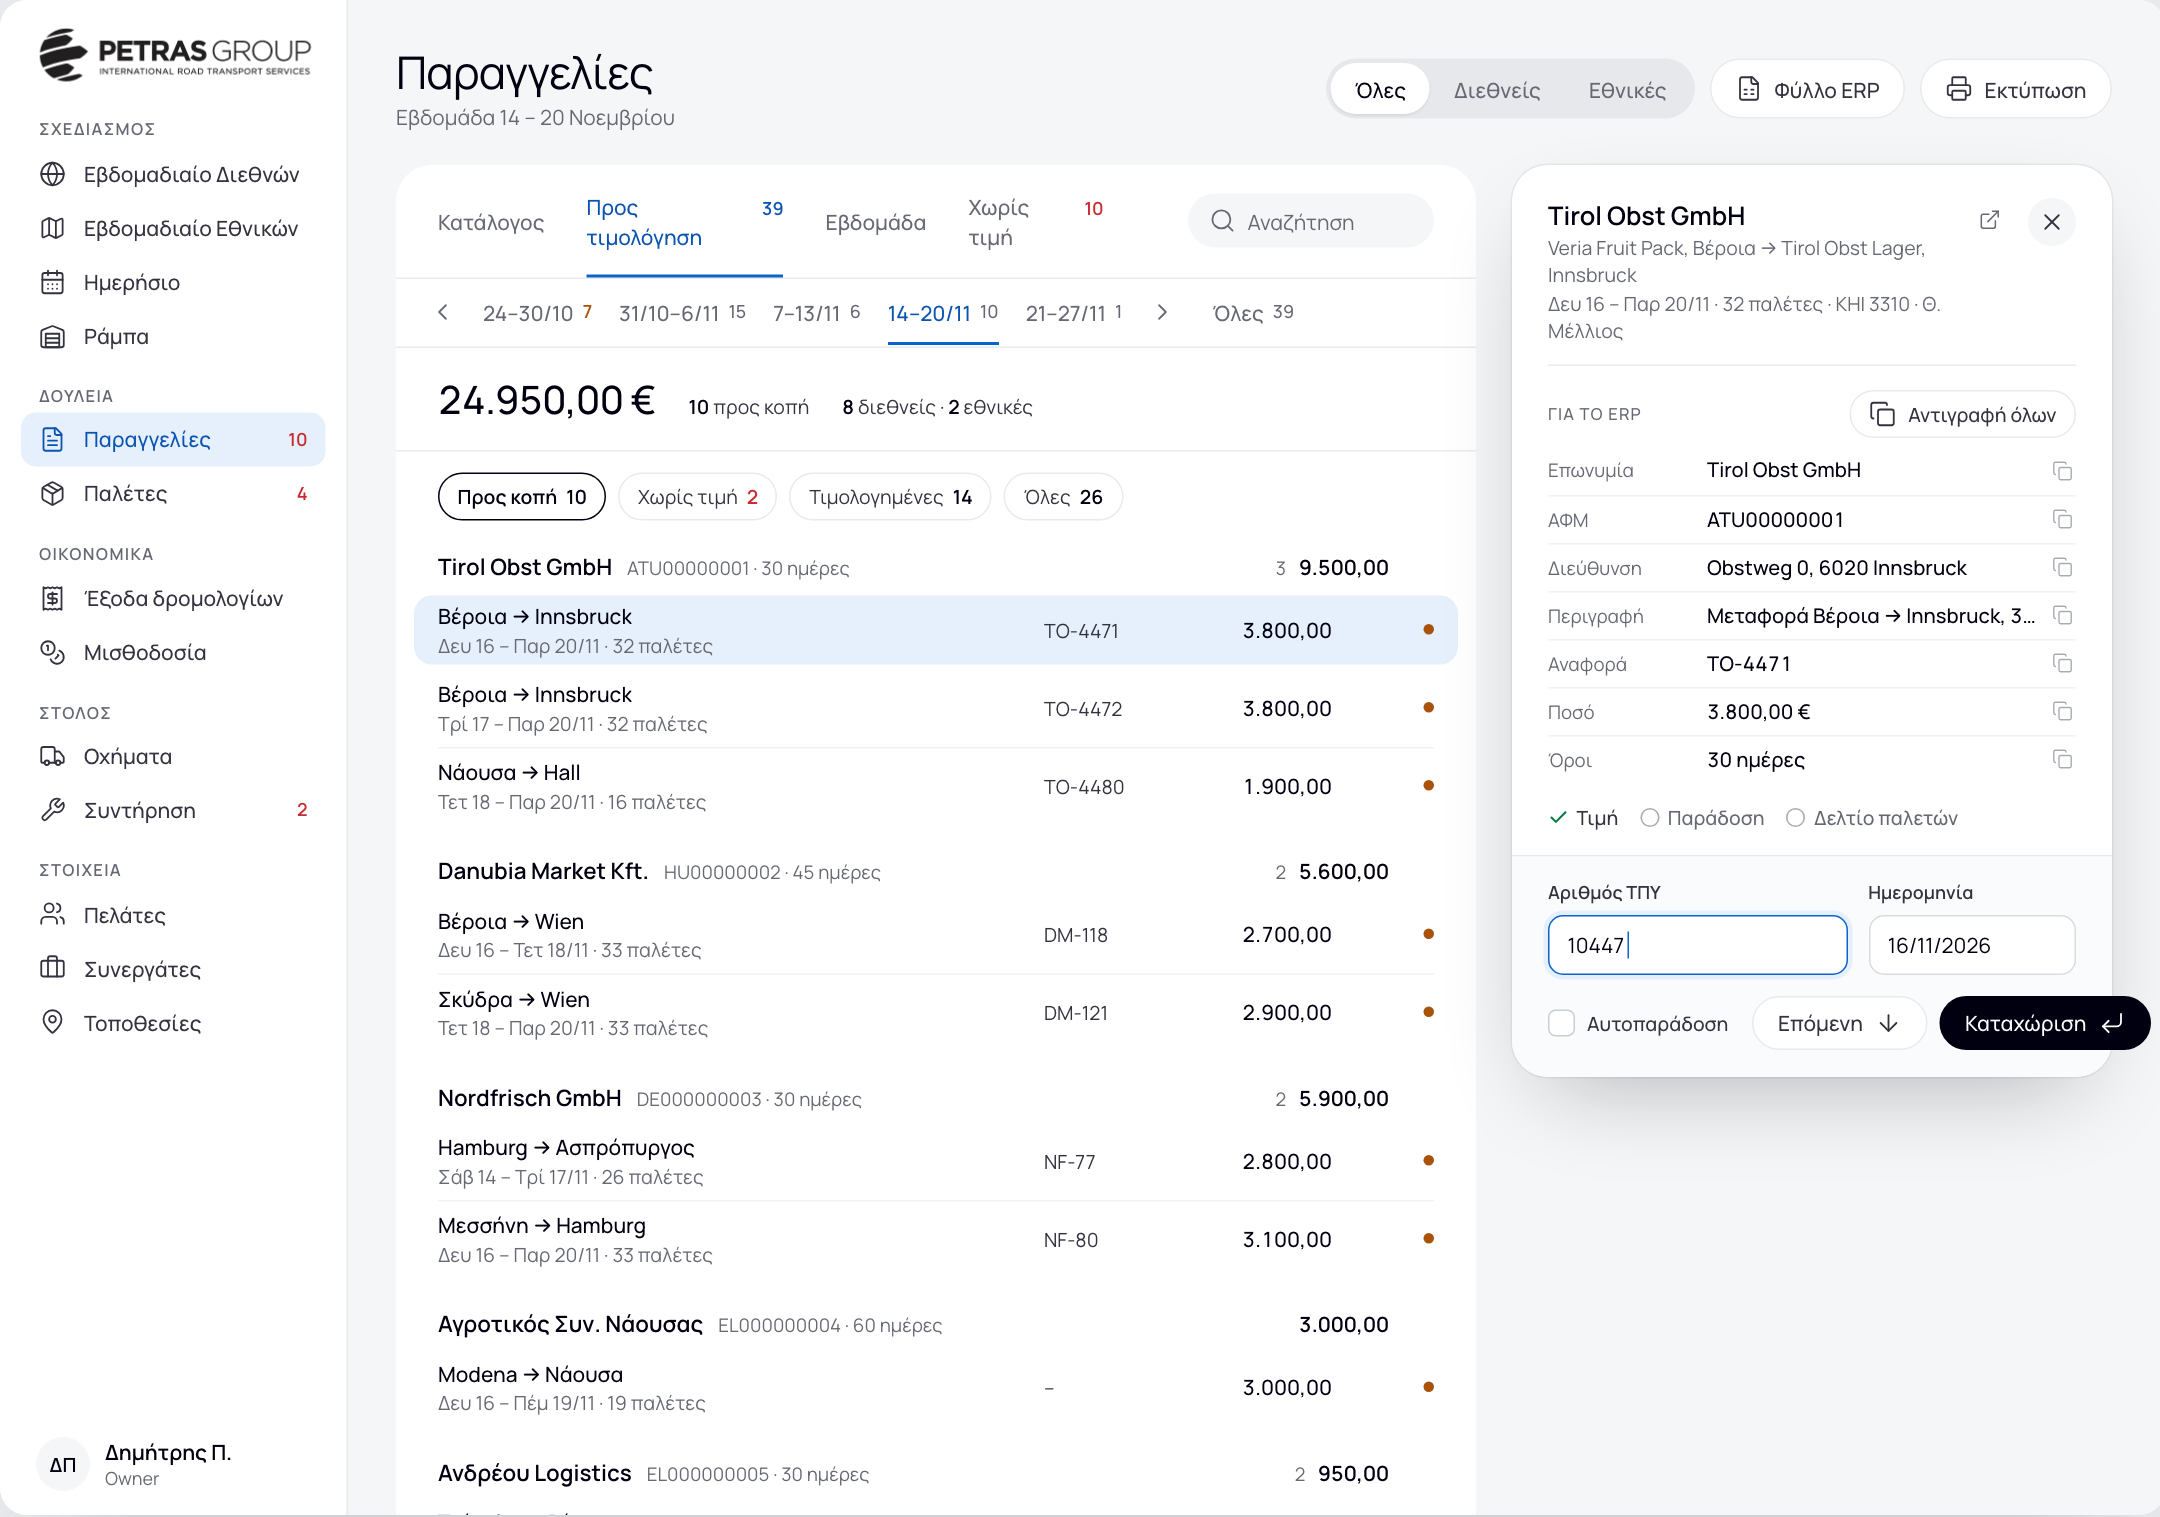 PETRAS GROUP
INTERNATIONAL ROAD TRANSPORT SERVICES
ΣΧΕΔΙΑΣΜΟΣ
Εβδομαδιαίο Διεθνών
Εβδομαδιαίο Εθνικών
Ημερήσιο
Ράμπα
ΔΟΥΛΕΙΑ
Παραγγελίες 10
Παλέτες 4
ΟΙΚΟΝΟΜΙΚΑ
Έξοδα δρομολογίων
Μισθοδοσία
ΣΤΟΛΟΣ
Οχήματα
Συντήρηση 2
ΣΤΟΙΧΕΙΑ
Πελάτες
Συνεργάτες
Τοποθεσίες
ΔΠ
Δημήτρης Π.
Owner
Παραγγελίες
Εβδομάδα 14 – 20 Νοεμβρίου
Όλες Διεθνείς Εθνικές
Φύλλο ERP
Εκτύπωση
Κατάλογος
Προς τιμολόγηση 39
Εβδομάδα
Χωρίς τιμή 10
Αναζήτηση
24–30/10 7 31/10–6/11 15 7–13/11 6 14–20/11 10 21–27/11 1 Όλες 39
24.950,00 € 10 προς κοπή 8 διεθνείς · 2 εθνικές
Προς κοπή 10 Χωρίς τιμή 2 Τιμολογημένες 14 Όλες 26
Tirol Obst GmbH ATU00000001 · 30 ημέρες 3 9.500,00
Βέροια → Innsbruck
Δευ 16 – Παρ 20/11 · 32 παλέτες
TO-4471 3.800,00
Βέροια → Innsbruck
Τρί 17 – Παρ 20/11 · 32 παλέτες
TO-4472 3.800,00
Νάουσα → Hall
Τετ 18 – Παρ 20/11 · 16 παλέτες
TO-4480 1.900,00
Danubia Market Kft. HU00000002 · 45 ημέρες 2 5.600,00
Βέροια → Wien
Δευ 16 – Τετ 18/11 · 33 παλέτες
DM-118 2.700,00
Σκύδρα → Wien
Τετ 18 – Παρ 20/11 · 33 παλέτες
DM-121 2.900,00
Nordfrisch GmbH DE000000003 · 30 ημέρες 2 5.900,00
Hamburg → Ασπρόπυργος
Σάβ 14 – Τρί 17/11 · 26 παλέτες
NF-77 2.800,00
Μεσσήνη → Hamburg
Δευ 16 – Παρ 20/11 · 33 παλέτες
NF-80 3.100,00
Αγροτικός Συν. Νάουσας EL000000004 · 60 ημέρες 3.000,00
Modena → Νάουσα
Δευ 16 – Πέμ 19/11 · 19 παλέτες
– 3.000,00
Ανδρέου Logistics EL000000005 · 30 ημέρες 2 950,00
Tirol Obst GmbH
Veria Fruit Pack, Βέροια → Tirol Obst Lager,
Innsbruck
Δευ 16 – Παρ 20/11 · 32 παλέτες · KHI 3310 · Θ.
Μέλλιος
ΓΙΑ ΤΟ ERP
Αντιγραφή όλων
Επωνυμία Tirol Obst GmbH
ΑΦΜ ATU00000001
Διεύθυνση Obstweg 0, 6020 Innsbruck
Περιγραφή Μεταφορά Βέροια → Innsbruck, 3...
Αναφορά TO-4471
Ποσό 3.800,00 €
Όροι 30 ημέρες
Τιμή Παράδοση Δελτίο παλετών
Αριθμός ΤΠΥ Ημερομηνία
10447 16/11/2026
Αυτοπαράδοση Επόμενη Καταχώριση